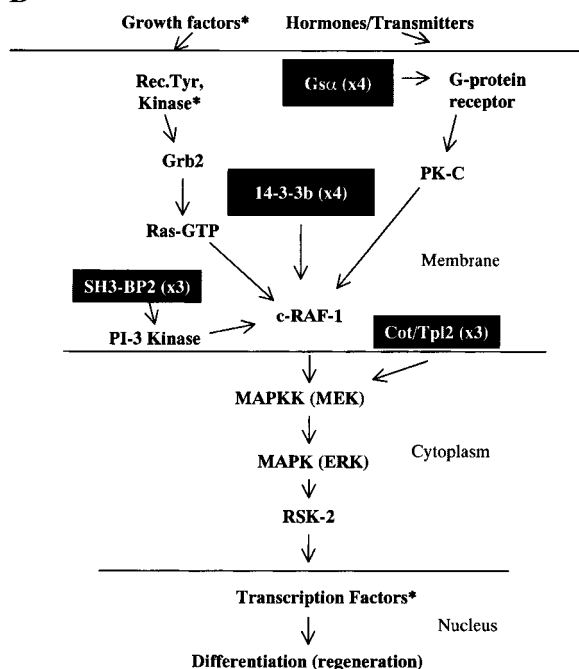 Growth factors* Hormones/Transmitters
Rec.Tyr, Kinase*
Gsα (x4)
G-protein receptor
Grb2
PK-C
14-3-3b (x4)
Ras-GTP
Membrane
SH3-BP2 (x3)
c-RAF-1
PI-3 Kinase
Cot/Tpl2 (x3)
MAPKK (MEK)
MAPK (ERK)
Cytoplasm
RSK-2
Transcription Factors*
Nucleus
Differentiation (regeneration)